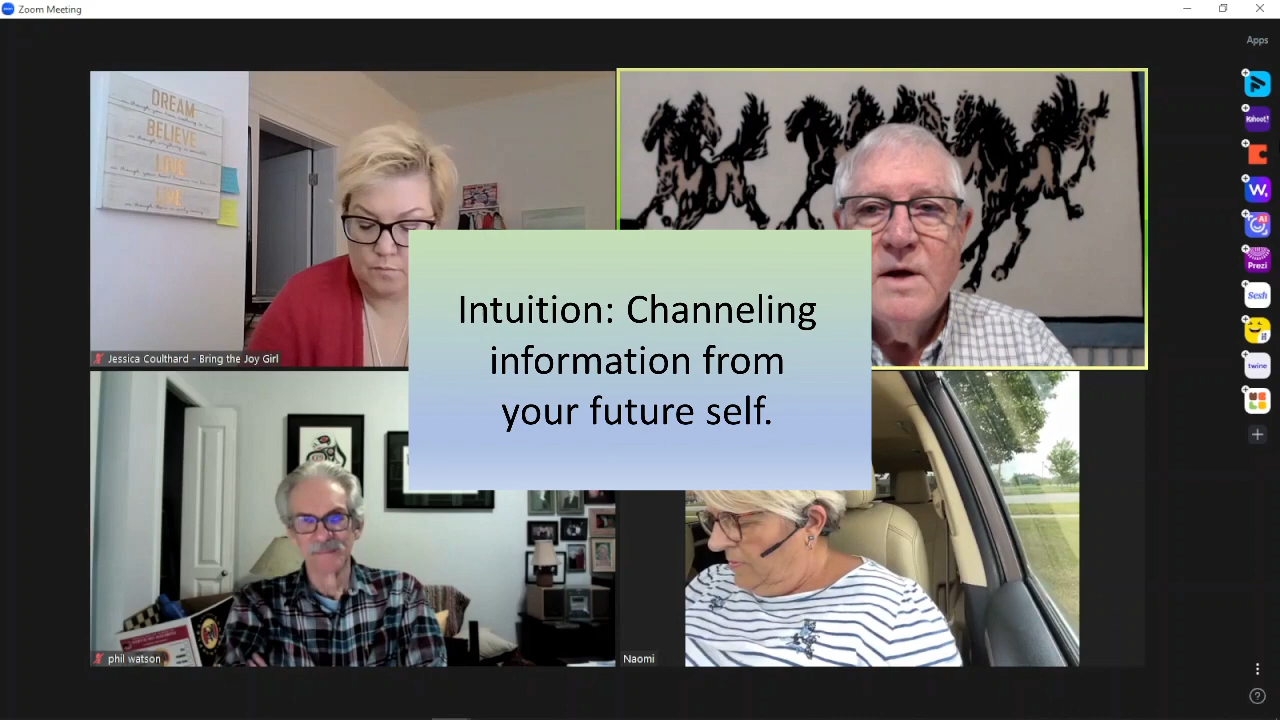 Zoom Meeting
Apps
DREAM
BELIEVE
LOVE
LIVE
Intuition: Channeling
information from
your future self.
Jessica Coulthard - Bring the Joy Girl
phil watson
Naomi
Kahoot!
W.
AI
Prezi
Sesh
twine